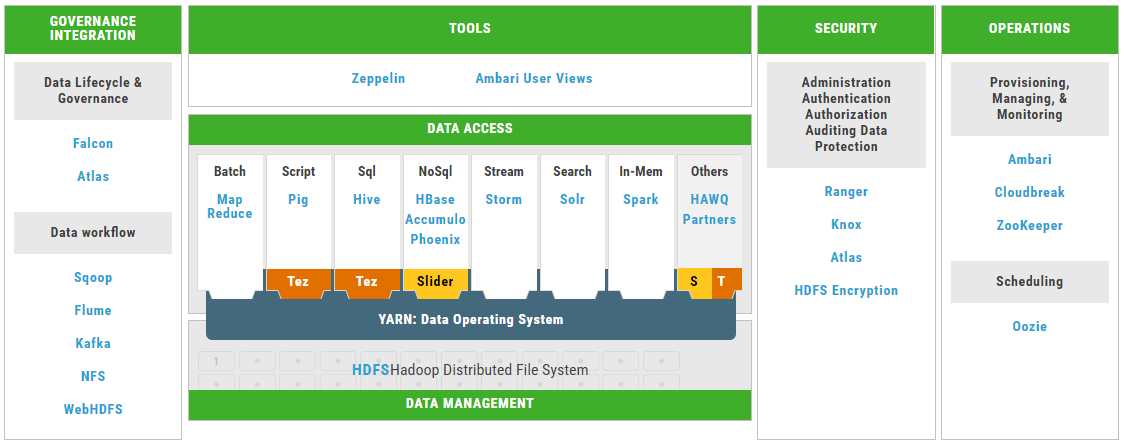 GOVERNANCE
INTEGRATION
Data Lifecycle &
Governance
Falcon
Atlas
Data workflow
Sqoop
Flume
Kafka
NFS
WebHDFS
TOOLS
Zeppelin
Ambari User Views
DATA ACCESS
Batch
Map
Reduce
Script
Pig
Tez
Sql
Hive
Tez
NoSql
HBase
Accumulo
Phoenix
Slider
Stream
Storm
Search
Solr
In-Mem
Spark
Others
HAWQ
Partners
S
T
YARN: Data Operating System
1
HDFSHadoop Distributed File System
DATA MANAGEMENT
SECURITY
Administration
Authentication
Authorization
Auditing Data
Protection
Ranger
Knox
Atlas
HDFS Encryption
OPERATIONS
Provisioning,
Managing, &
Monitoring
Ambari
Cloudbreak
ZooKeeper
Scheduling
Oozie